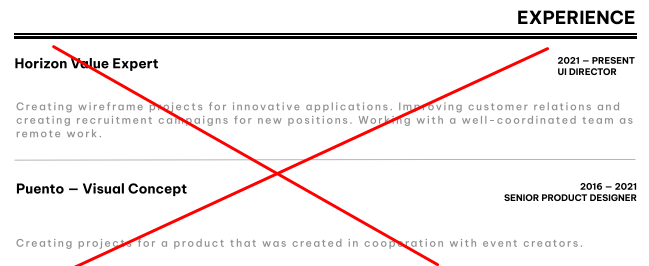 EXPERIENCE
Horizon Value Expert
2021 — PRESENT
UI DIRECTOR
Creating wireframe projects for innovative applications. Improving customer relations and
creating recruitment campaigns for new positions. Working with a well-coordinated team as
remote work.
Puento — Visual Concept
2016 — 2021
SENIOR PRODUCT DESIGNER
Creating projects for a product that was created in cooperation with event creators.